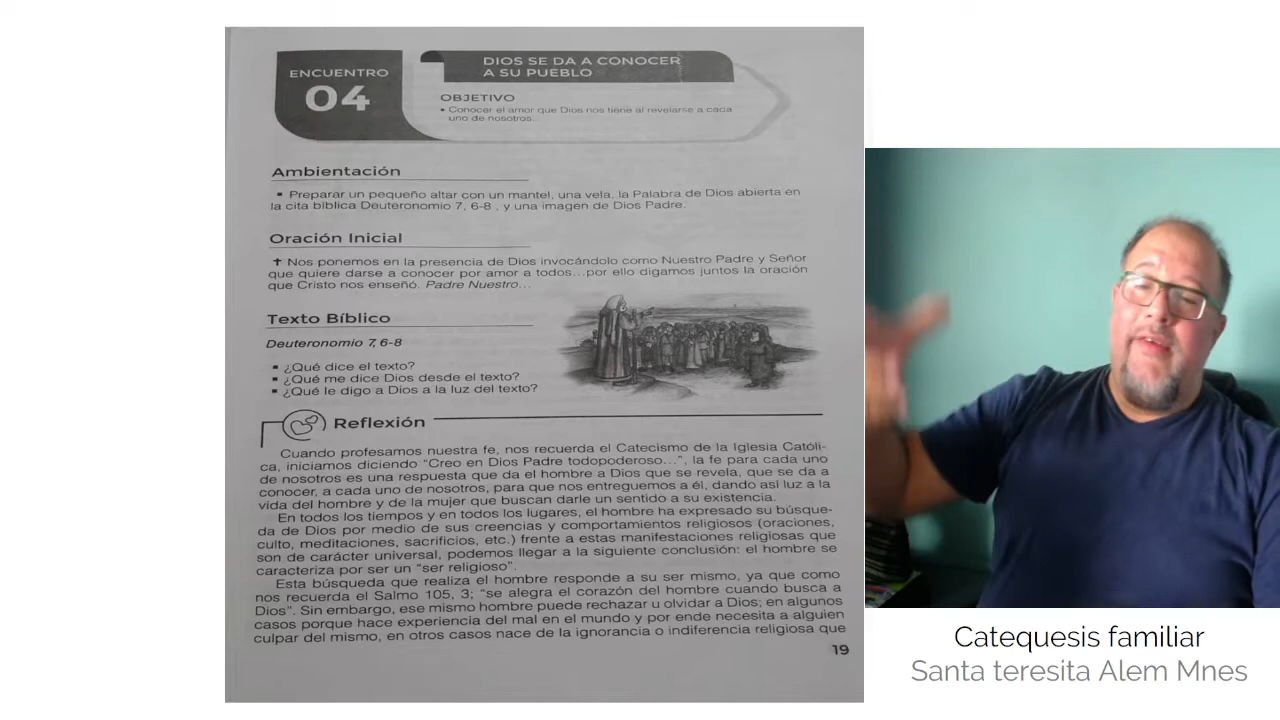 ENCUENTRO
04
DIOS SE DA A CONOCER
A SU PUEBLO
OBJETIVO
• Conocer el amor que Dios nos tiene al revelarse a cada
uno de nosotros.
Ambientación
▪ Preparar un pequeño altar con un mantel, una vela, la Palabra de Dios abierta en
la cita bíblica Deuteronomio 7, 6-8 , y una imagen de Dios Padre.
Oración Inicial
✝ Nos ponemos en la presencia de Dios invocándolo como Nuestro Padre y Señor
que quiere darse a conocer por amor a todos...por ello digamos juntos la oración
que Cristo nos enseñó. Padre Nuestro...
Texto Bíblico
Deuteronomio 7, 6-8
▪ ¿Qué dice el texto?
▪ ¿Qué me dice Dios desde el texto?
▪ ¿Qué le digo a Dios a la luz del texto?
Reflexión
Cuando profesamos nuestra fe, nos recuerda el Catecismo de la Iglesia Católi-
ca, iniciamos diciendo “Creo en Dios Padre todopoderoso...”, la fe para cada uno
de nosotros es una respuesta que da el hombre a Dios que se revela, que se da a
conocer, a cada uno de nosotros, para que nos entreguemos a él, dando así luz a la
vida del hombre y de la mujer que buscan darle un sentido a su existencia.
En todos los tiempos y en todos los lugares, el hombre ha expresado su búsque-
da de Dios por medio de sus creencias y comportamientos religiosos (oraciones,
culto, meditaciones, sacrificios, etc.) frente a estas manifestaciones religiosas que
son de carácter universal, podemos llegar a la siguiente conclusión: el hombre se
caracteriza por ser un “ser religioso”.
Esta búsqueda que realiza el hombre responde a su ser mismo, ya que como
nos recuerda el Salmo 105, 3; “se alegra el corazón del hombre cuando busca a
Dios”. Sin embargo, ese mismo hombre puede rechazar u olvidar a Dios; en algunos
casos porque hace experiencia del mal en el mundo y por ende necesita a alguien
culpar del mismo, en otros casos nace de la ignorancia o indiferencia religiosa que
19
Catequesis familiar
Santa teresita Alem Mnes